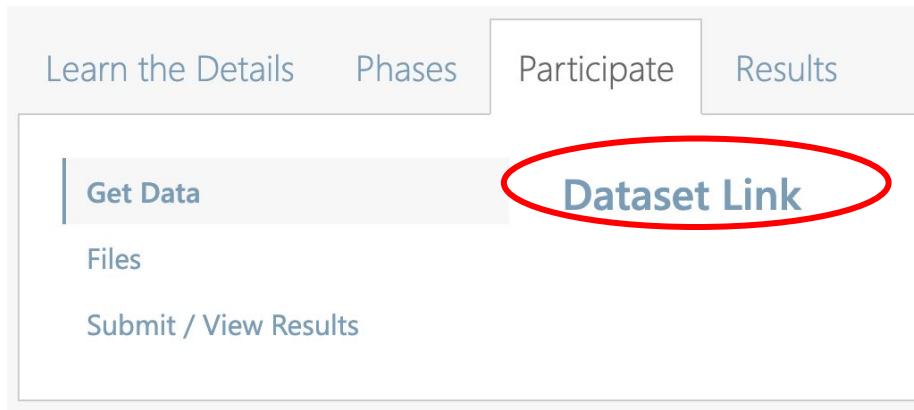 Learn the Details Phases Participate Results
Get Data Dataset Link
Files
Submit / View Results